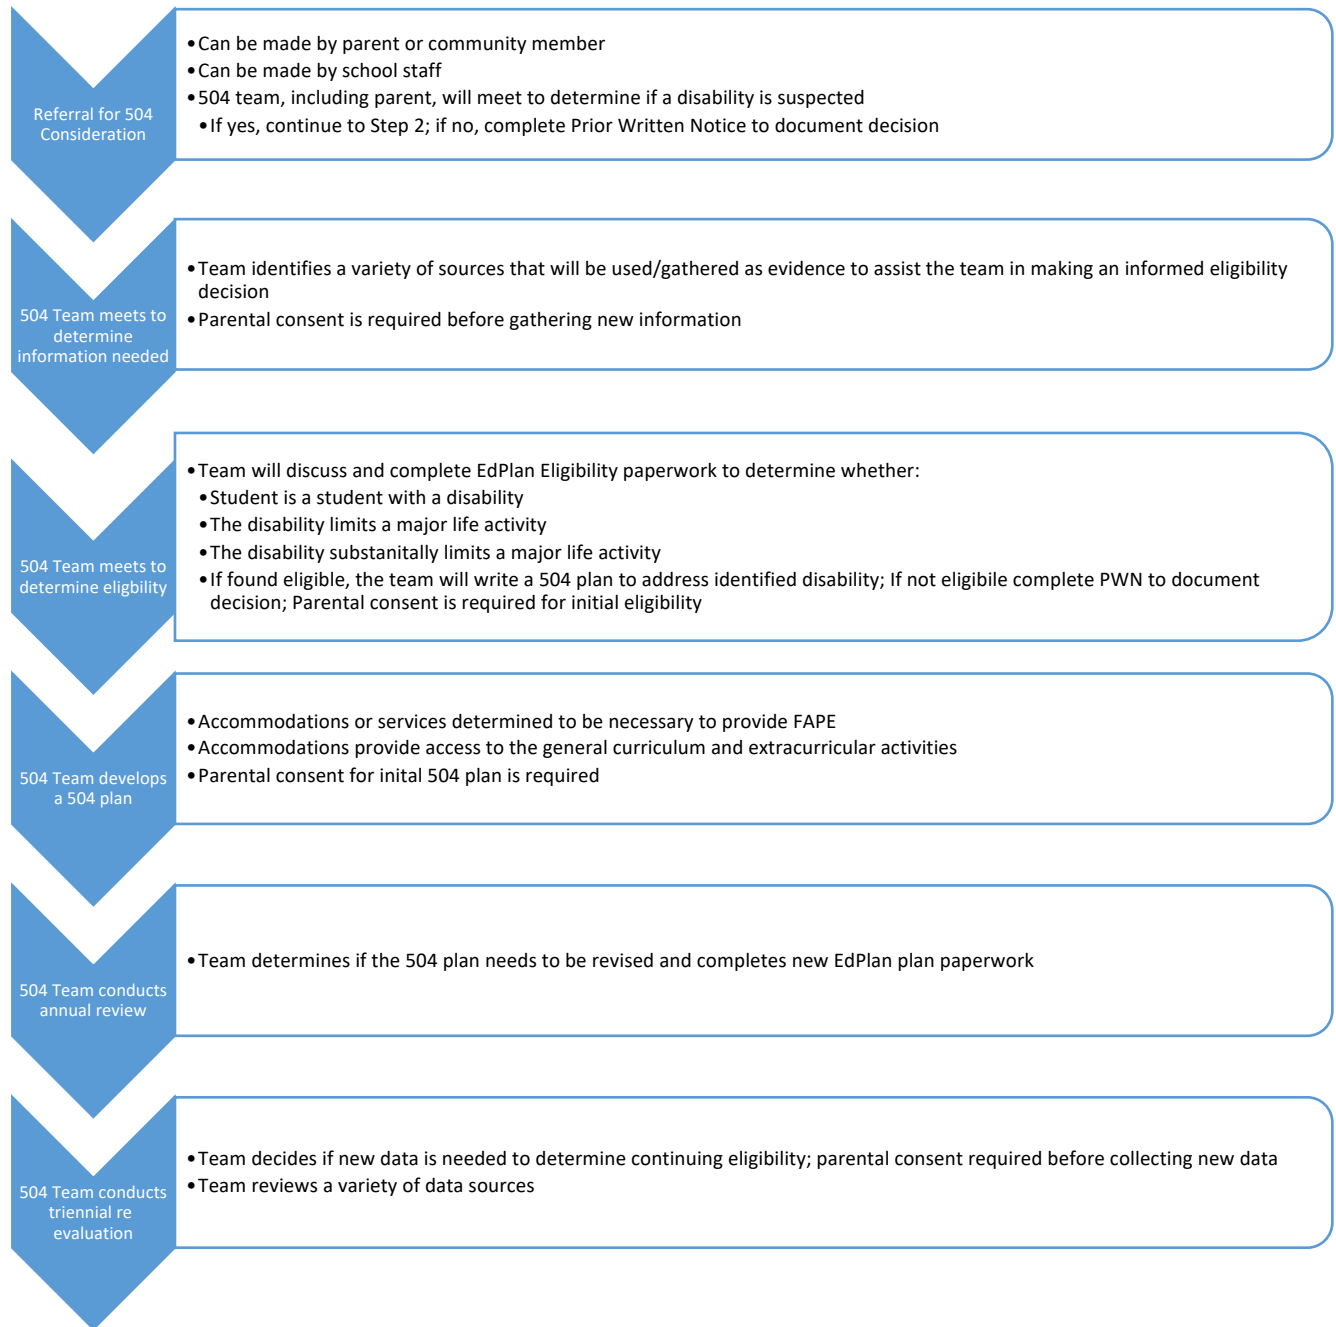 Referral for 504
Consideration
•Can be made by parent or community member
•Can be made by school staff
•504 team, including parent, will meet to determine if a disability is suspected
•If yes, continue to Step 2; if no, complete Prior Written Notice to document decision
504 Team meets to
determine
information needed
•Team identifies a variety of sources that will be used/gathered as evidence to assist the team in making an informed eligibility
decision
•Parental consent is required before gathering new information
504 Team meets to
determine eligbility
•Team will discuss and complete EdPlan Eligibility paperwork to determine whether:
•Student is a student with a disability
•The disability limits a major life activity
•The disability substanitally limits a major life activity
•If found eligible, the team will write a 504 plan to address identified disability; If not eligibile complete PWN to document
decision; Parental consent is required for initial eligibility
504 Team develops
a 504 plan
•Accommodations or services determined to be necessary to provide FAPE
•Accommodations provide access to the general curriculum and extracurricular activities
•Parental consent for inital 504 plan is required
504 Team conducts
annual review
•Team determines if the 504 plan needs to be revised and completes new EdPlan plan paperwork
504 Team conducts
triennial re
evaluation
•Team decides if new data is needed to determine continuing eligibility; parental consent required before collecting new data
•Team reviews a variety of data sources